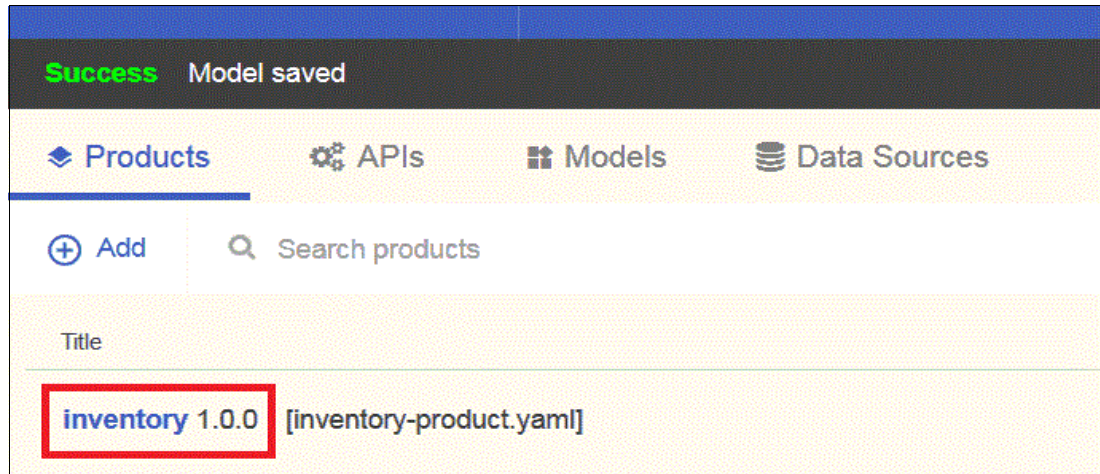 Success Model saved
Products APIs Models Data Sources
Add Search products
Title
inventory 1.0.0 [inventory-product.yaml]